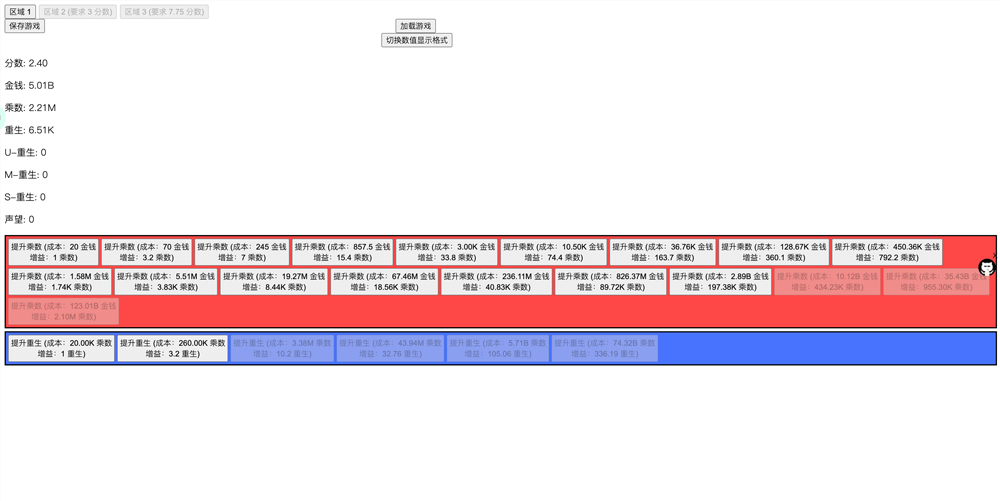 区域 1 区域 2 (要求 3 分数) 区域 3 (要求 7.75 分数)
保存游戏 加载游戏
切换数值显示格式
分数: 2.40
金钱: 5.01B
乘数: 2.21M
重生: 6.51K
U-重生: 0
M-重生: 0
S-重生: 0
声望: 0
提升乘数 (成本：20 金钱 提升乘数 (成本：70 金钱 提升乘数 (成本：245 金钱 提升乘数 (成本：857.5 金钱 提升乘数 (成本：3.00K 金钱 提升乘数 (成本：10.50K 金钱 提升乘数 (成本：36.76K 金钱 提升乘数 (成本：128.67K 金钱 提升乘数 (成本：450.36K 金钱
增益：1 乘数) 增益：3.2 乘数) 增益：7 乘数) 增益：15.4 乘数) 增益：33.8 乘数) 增益：74.4 乘数) 增益：163.7 乘数) 增益：360.1 乘数) 增益：792.2 乘数)
提升乘数 (成本：1.58M 金钱 提升乘数 (成本：5.51M 金钱 提升乘数 (成本：19.27M 金钱 提升乘数 (成本：67.46M 金钱 提升乘数 (成本：236.11M 金钱 提升乘数 (成本：826.37M 金钱 提升乘数 (成本：2.89B 金钱 提升乘数 (成本：10.12B 金钱 提升乘数 (成本：35.43B 金钱
增益：1.74K 乘数) 增益：3.83K 乘数) 增益：8.44K 乘数) 增益：18.56K 乘数) 增益：40.83K 乘数) 增益：89.72K 乘数) 增益：197.38K 乘数) 增益：434.23K 乘数) 增益：955.30K 乘数)
提升乘数 (成本：123.01B 金钱
增益：2.10M 乘数)
提升重生 (成本：20.00K 乘数 提升重生 (成本：260.00K 乘数 提升重生 (成本：3.38M 乘数 提升重生 (成本：43.94M 乘数 提升重生 (成本：5.71B 乘数 提升重生 (成本：74.32B 乘数
增益：1 重生) 增益：3.2 重生) 增益：10.2 重生) 增益：32.76 重生) 增益：105.06 重生) 增益：336.19 重生)